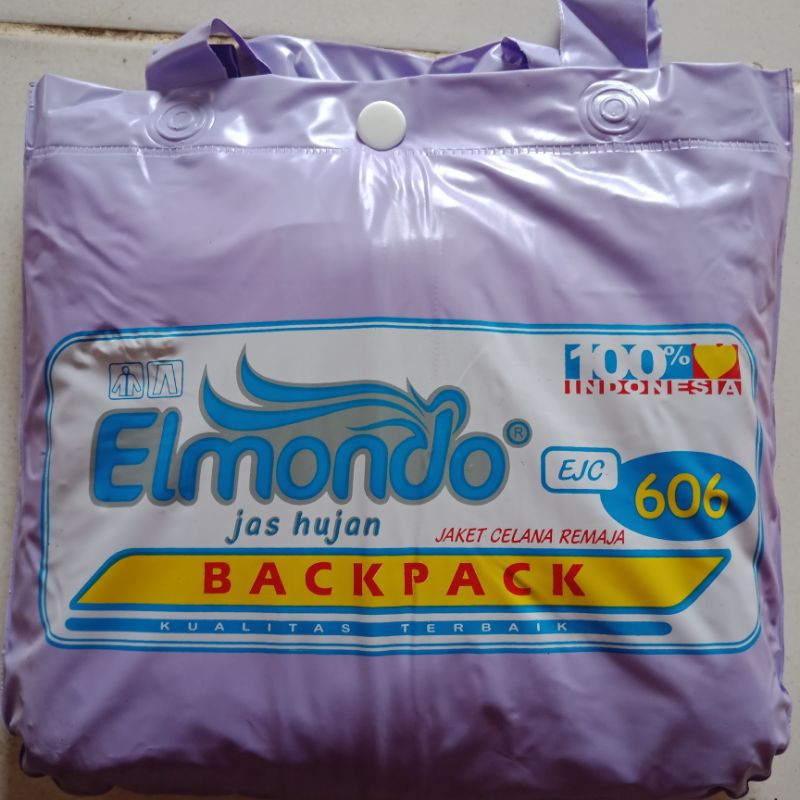 100%
INDONESIA
Elmondo®
jas hujan
EJC
606
JAKET CELANA REMAJA
BACKPACK
KUALITAS TERBAIK